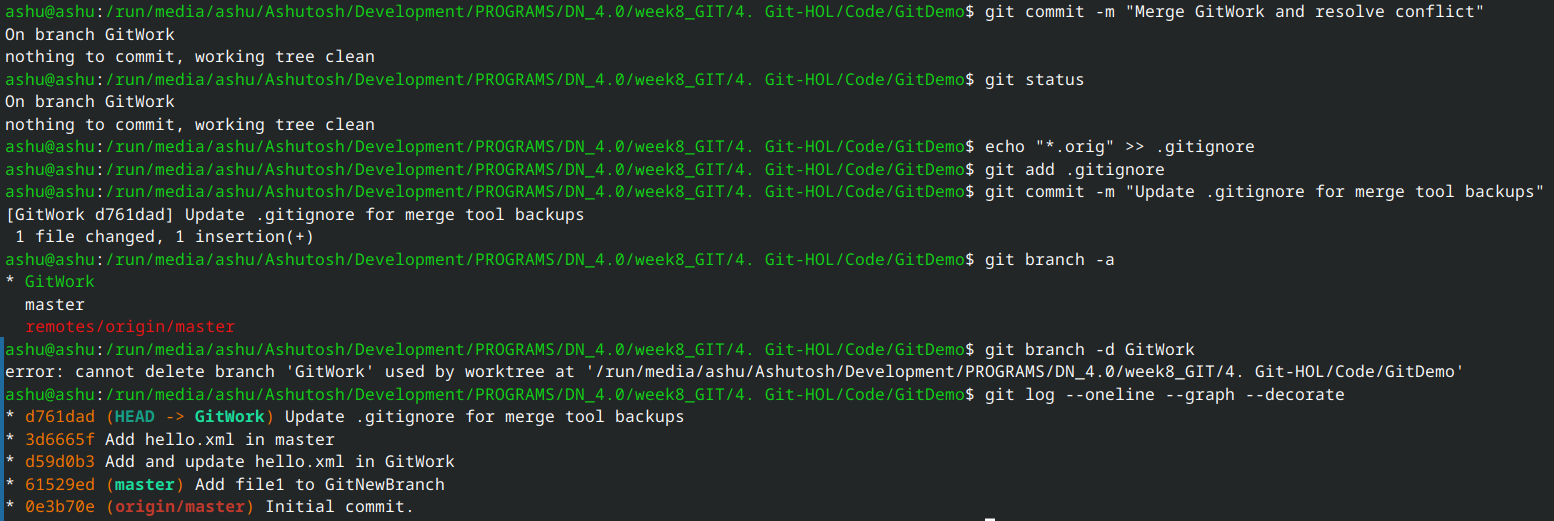 ashu@ashu:/run/media/ashu/Ashutosh/Development/PROGRAMS/DN_4.0/week8_GIT/4. Git-HOL/Code/GitDemo$ git commit -m "Merge GitWork and resolve conflict"
On branch GitWork
nothing to commit, working tree clean
ashu@ashu:/run/media/ashu/Ashutosh/Development/PROGRAMS/DN_4.0/week8_GIT/4. Git-HOL/Code/GitDemo$ git status
On branch GitWork
nothing to commit, working tree clean
ashu@ashu:/run/media/ashu/Ashutosh/Development/PROGRAMS/DN_4.0/week8_GIT/4. Git-HOL/Code/GitDemo$ echo "*.orig" >> .gitignore
ashu@ashu:/run/media/ashu/Ashutosh/Development/PROGRAMS/DN_4.0/week8_GIT/4. Git-HOL/Code/GitDemo$ git add .gitignore
ashu@ashu:/run/media/ashu/Ashutosh/Development/PROGRAMS/DN_4.0/week8_GIT/4. Git-HOL/Code/GitDemo$ git commit -m "Update .gitignore for merge tool backups"
[GitWork d761dad] Update .gitignore for merge tool backups
 1 file changed, 1 insertion(+)
ashu@ashu:/run/media/ashu/Ashutosh/Development/PROGRAMS/DN_4.0/week8_GIT/4. Git-HOL/Code/GitDemo$ git branch -a
* GitWork
  master
  remotes/origin/master
ashu@ashu:/run/media/ashu/Ashutosh/Development/PROGRAMS/DN_4.0/week8_GIT/4. Git-HOL/Code/GitDemo$ git branch -d GitWork
error: cannot delete branch 'GitWork' used by worktree at '/run/media/ashu/Ashutosh/Development/PROGRAMS/DN_4.0/week8_GIT/4. Git-HOL/Code/GitDemo'
ashu@ashu:/run/media/ashu/Ashutosh/Development/PROGRAMS/DN_4.0/week8_GIT/4. Git-HOL/Code/GitDemo$ git log --oneline --graph --decorate
* d761dad (HEAD -> GitWork) Update .gitignore for merge tool backups
* 3d6665f Add hello.xml in master
* d59d0b3 Add and update hello.xml in GitWork
* 61529ed (master) Add file1 to GitNewBranch
* 0e3b70e (origin/master) Initial commit.